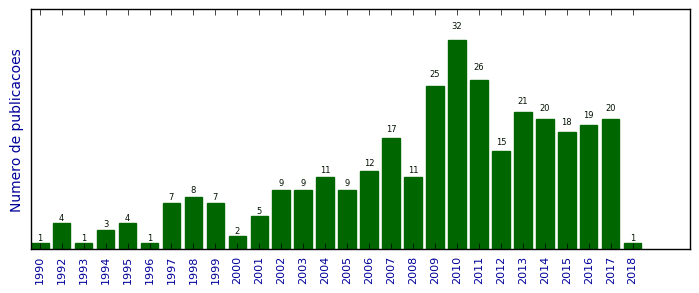 Numero de publicacoes
1 4 1 3 4 1 7 8 7 2 5 9 9 11 9 12 17 11 25 32 26 15 21 20 18 19 20 1
1990 1992 1993 1994 1995 1996 1997 1998 1999 2000 2001 2002 2003 2004 2005 2006 2007 2008 2009 2010 2011 2012 2013 2014 2015 2016 2017 2018